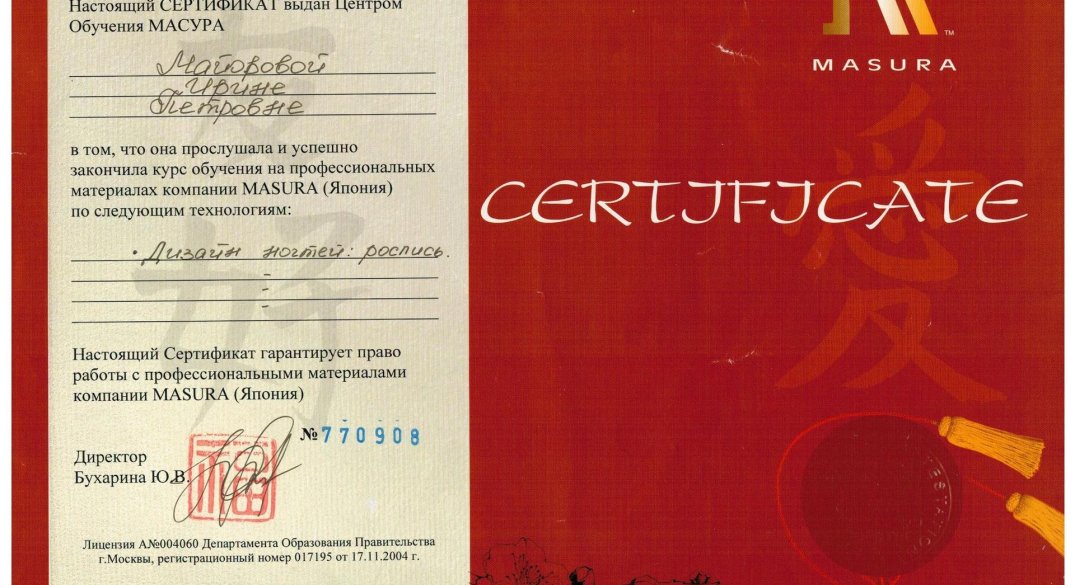 Настоящий СЕРТИФИКАТ выдан Центром
Обучения МАСУРА
Майоровой
Ирине
Петровне
в том, что она прослушала и успешно
закончила курс обучения на профессиональных
материалах компании MASURA (Япония)
по следующим технологиям:
• Дизайн ногтей: роспись.
-
-
-
Настоящий Сертификат гарантирует право
работы с профессиональными материалами
компании MASURA (Япония)
№770908
Директор
Бухарина Ю.В.
福
Лицензия А№004060 Департамента Образования Правительства
г.Москвы, регистрационный номер 017195 от 17.11.2004 г.
TM
MASURA
CERTIFICATE
愛